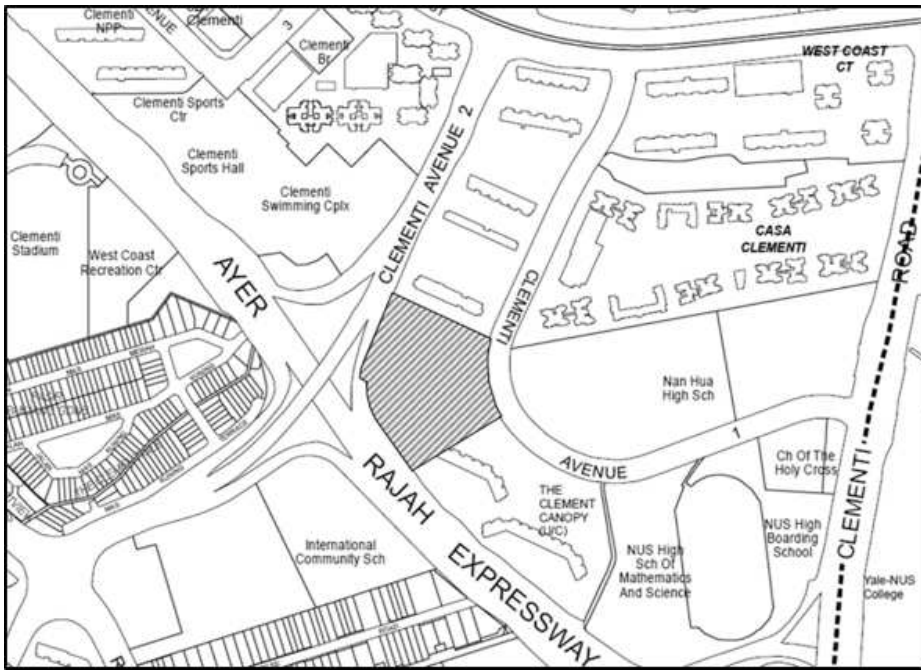 Clementi
NPP
AVENUE
3
Clementi
Clementi
Br
WEST COAST
CT
Clementi Sports
Ctr
Clementi
Sports Hall
Clementi
Swimming Cplx
CLEMENTI AVENUE 2
Clementi
Stadium
West Coast
Recreation Ctr
CASA
CLEMENTI
ROAD
AYER
CLEMENTI
Nan Hua
High Sch
RAJAH
AVENUE
1
Ch Of The
Holy Cross
THE
CLEMENT
CANOPY
(U/C)
CLEMENTI
EXPRESSWAY
International
Community Sch
NUS High
Sch Of
Mathematics
And Science
NUS High
Boarding
School
Yale-NUS
College